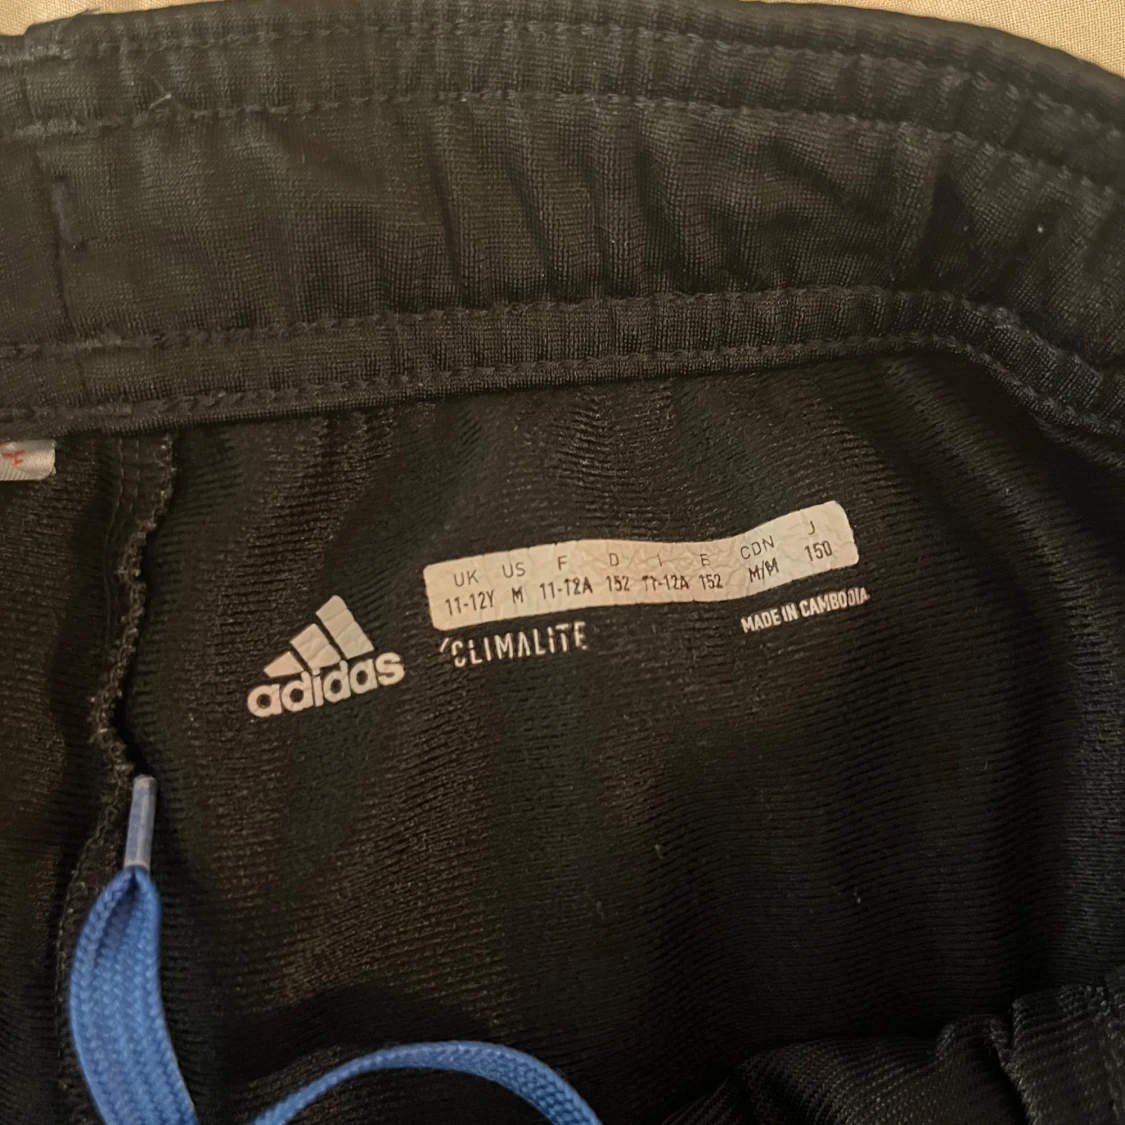 UK US F D I E CDN J
11-12Y M 11-12A 152 11-12A 152 M/M 150
CLIMALITE
MADE IN CAMBODIA
adidas